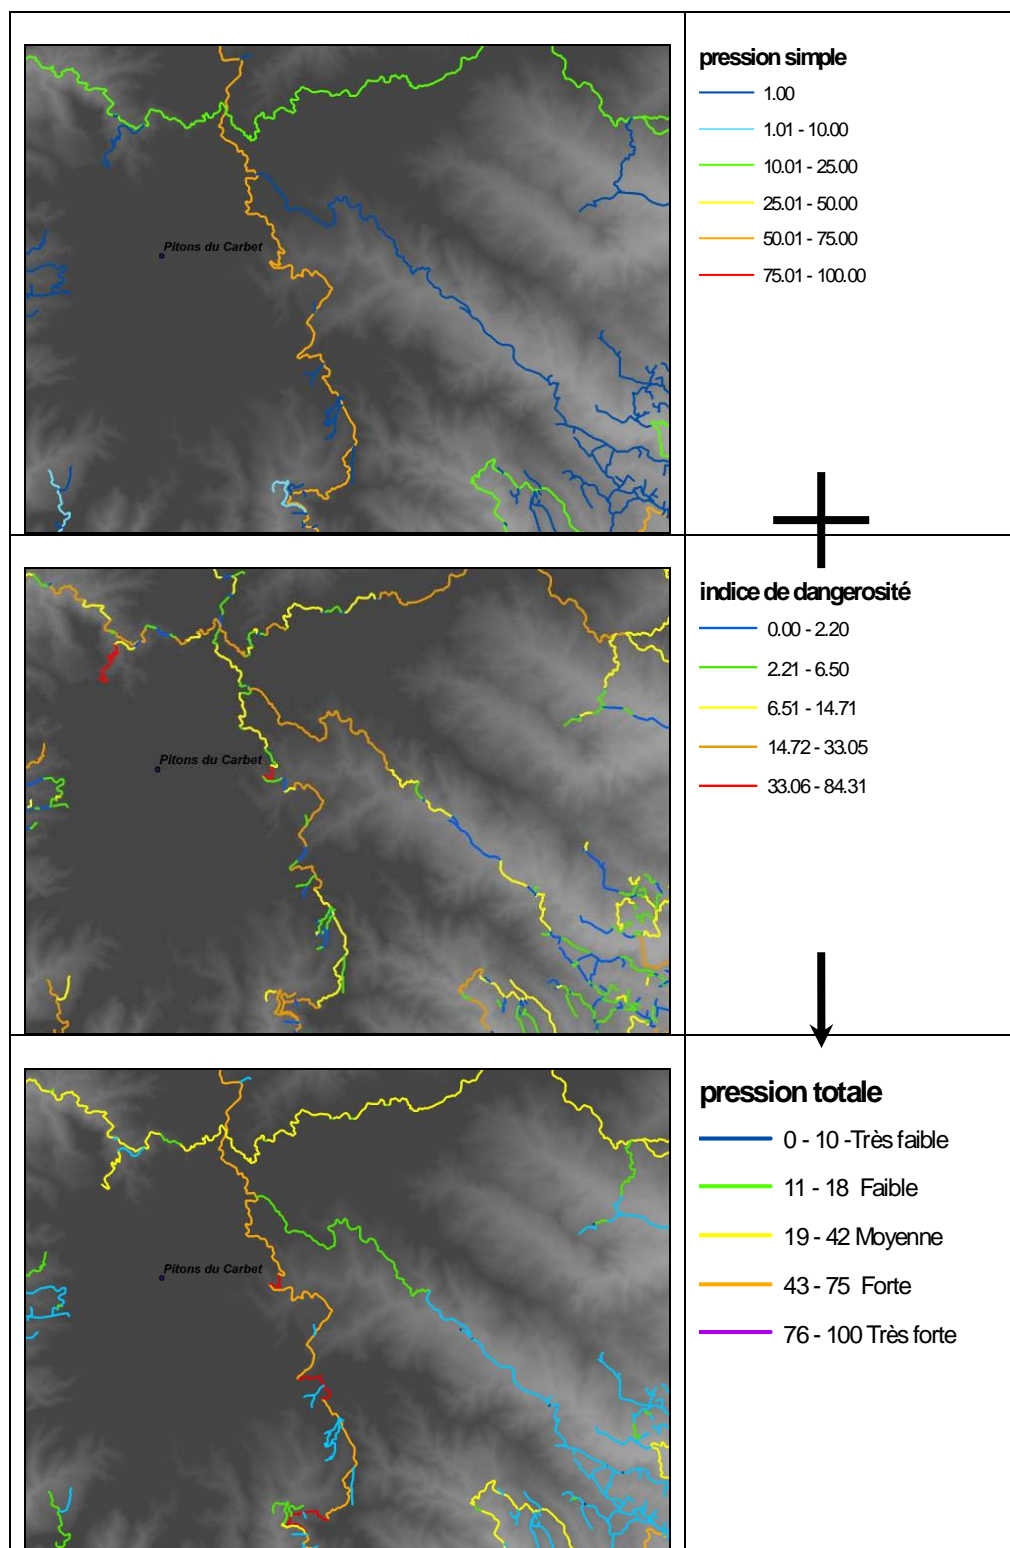 pression simple
1.00
1.01 - 10.00
10.01 - 25.00
25.01 - 50.00
50.01 - 75.00
75.01 - 100.00
Pitons du Carbet
indice de dangerosité
0.00 - 2.20
2.21 - 6.50
6.51 - 14.71
14.72 - 33.05
33.06 - 84.31
Pitons du Carbet
pression totale
0 - 10 -Très faible
11 - 18 Faible
19 - 42 Moyenne
43 - 75 Forte
76 - 100 Très forte
Pitons du Carbet